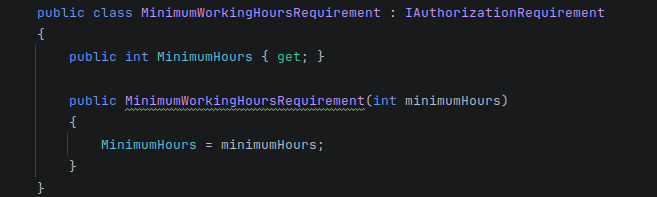 public class MinimumWorkingHoursRequirement : IAuthorizationRequirement
{
    public int MinimumHours { get; }

    public MinimumWorkingHoursRequirement(int minimumHours)
    {
        MinimumHours = minimumHours;
    }
}